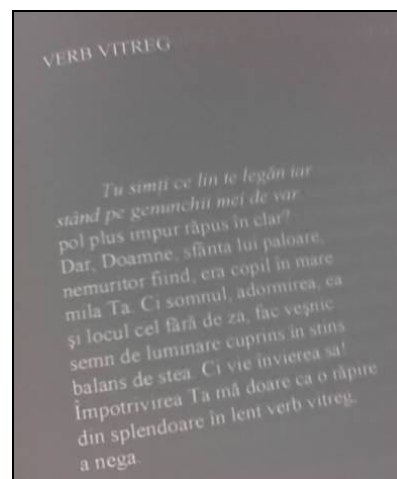 VERB VITREG
Tu simți ce lin te legăn iar
stând pe genunchii mei de var
pol plus impur răpus în clar?
Dar, Doamne, sfânta lui paloare,
nemuritor fiind, era copil în mare
mila Ta. Ci somnul, adormirea, ea
și locul cel fără de za, fac veșnic
semn de luminare cuprins în stins
balans de stea. Ci vie învierea sa!
Împotrivirea Ta mă doare ca o răpire
din splendoare în lent verb vitreg,
a nega.